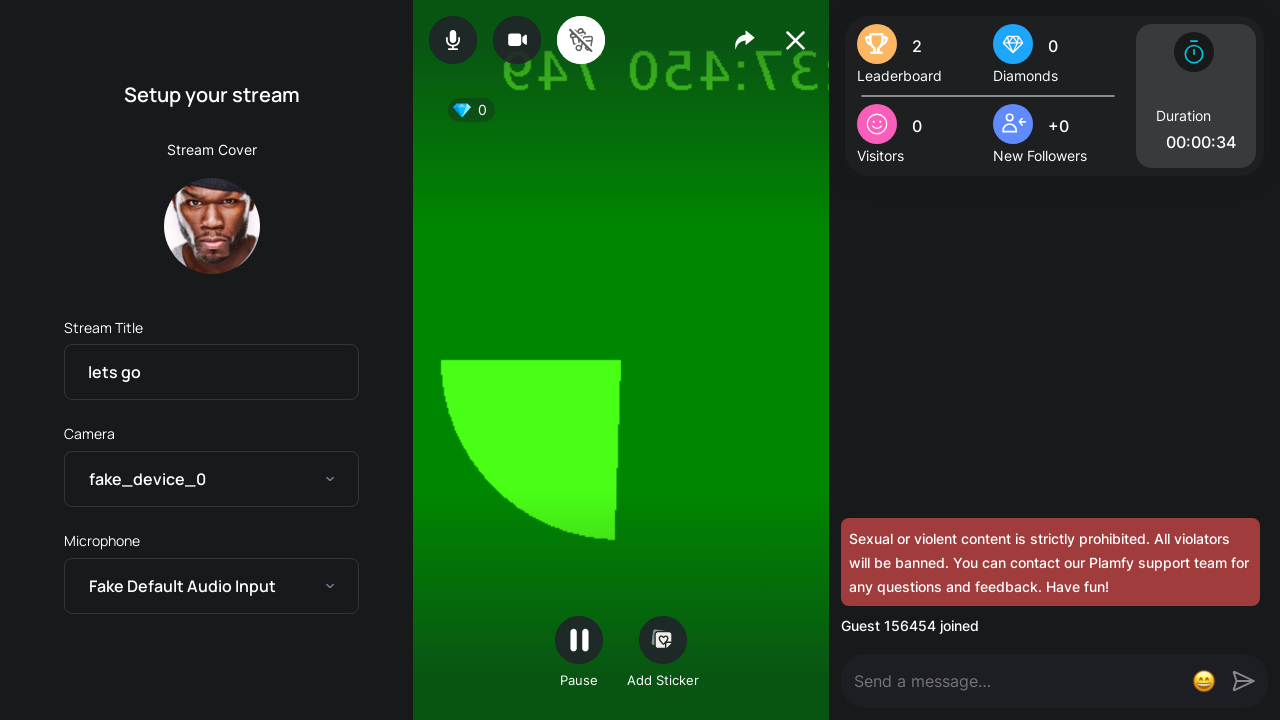 Setup your stream
Stream Cover
Stream Title
lets go
Camera
fake_device_0
Microphone
Fake Default Audio Input
:37:450 749
0
Pause
Add Sticker
2
Leaderboard
0
Diamonds
0
Visitors
+0
New Followers
Duration
00:00:34
Sexual or violent content is strictly prohibited. All violators
will be banned. You can contact our Plamfy support team for
any questions and feedback. Have fun!
Guest 156454 joined
Send a message...